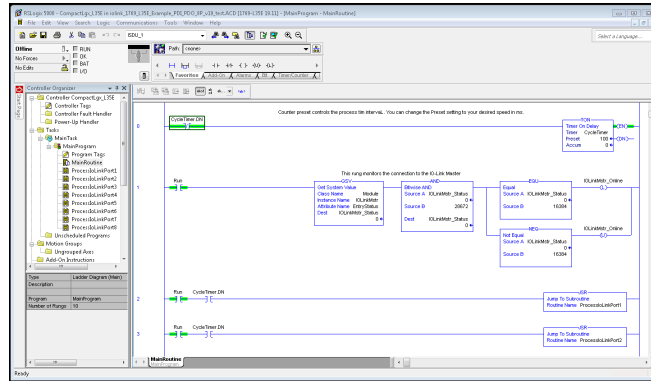 RSLogix 5000 - CompactLgx_L35E in iolink_1769_L35E_Example_PDI_PDO_SP_v19_test.ACD [1769-L35E 19.11] - [MainProgram - MainRoutine]
File Edit View Search Logic Communications Tools Window Help
ISDU_1
Select a Language...
Offline
RUN
No Forces
OK
No Edits
BAT
I/O
Path: <none>
Favorites Add-On Alarms Bit Timer/Counter
Start Page
Controller Organizer
Controller CompactLgx_L35E
Controller Tags
Controller Fault Handler
Power-Up Handler
Tasks
MainTask
MainProgram
Program Tags
MainRoutine
ProcessIoLinkPort1
ProcessIoLinkPort2
ProcessIoLinkPort3
ProcessIoLinkPort4
ProcessIoLinkPort5
ProcessIoLinkPort6
ProcessIoLinkPort7
ProcessIoLinkPort8
Unscheduled Programs
Motion Groups
Ungrouped Axes
Add-On Instructions
Type Ladder Diagram (Main)
Description
Program MainProgram
Number of Rungs 10
Counter preset controls the process tim interval. You can change the Preset setting to your desired speed in ms.
0
CycleTimer.DN
TON
Timer On Delay
Timer CycleTimer
Preset 100
Accum 0
EN
DN
This rung monitors the connection to the IO-Link Master
1
Run
GSV
Get System Value
Class Name Module
Instance Name IOLinkMstr
Attribute Name EntryStatus
Dest IOLinkMstr_Status
0
AND
Bitwise AND
Source A IOLinkMstr_Status
0
Source B 28672
Dest IOLinkMstr_Status
0
EQU
Equal
Source A IOLinkMstr_Status
0
Source B 16384
IOLinkMstr_Online
L
NEQ
Not Equal
Source A IOLinkMstr_Status
0
Source B 16384
IOLinkMstr_Online
U
2
Run CycleTimer.DN
JSR
Jump To Subroutine
Routine Name ProcessIoLinkPort1
3
Run CycleTimer.DN
JSR
Jump To Subroutine
Routine Name ProcessIoLinkPort2
MainRoutine
MainProgram
Ready